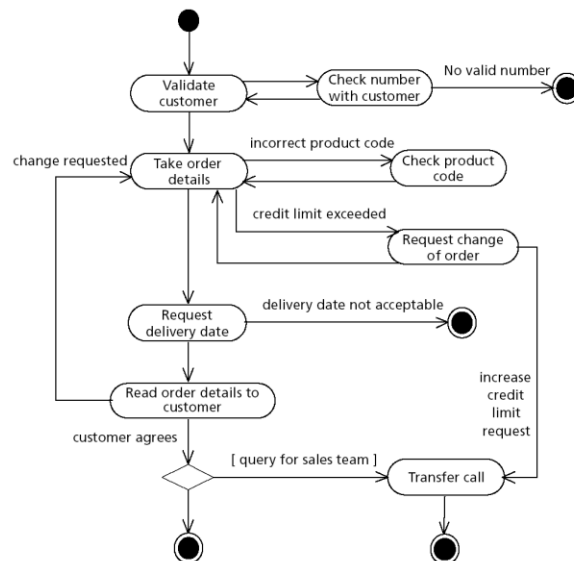 Validate
customer
Check number
with customer
No valid number
change requested
Take order
details
incorrect product code
Check product
code
credit limit exceeded
Request change
of order
Request
delivery date
delivery date not acceptable
Read order details to
customer
increase
credit
limit
request
customer agrees
[ query for sales team ]
Transfer call